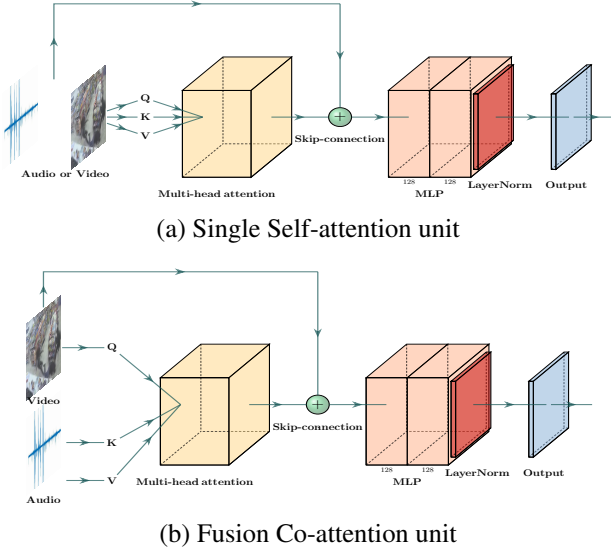 Q
K
V
Skip-connection
Audio or Video
Multi-head attention
128 128
MLP
LayerNorm
Output
(a) Single Self-attention unit
Q
Video
K
V
Audio
Skip-connection
Multi-head attention
128 128
MLP
LayerNorm
Output
(b) Fusion Co-attention unit